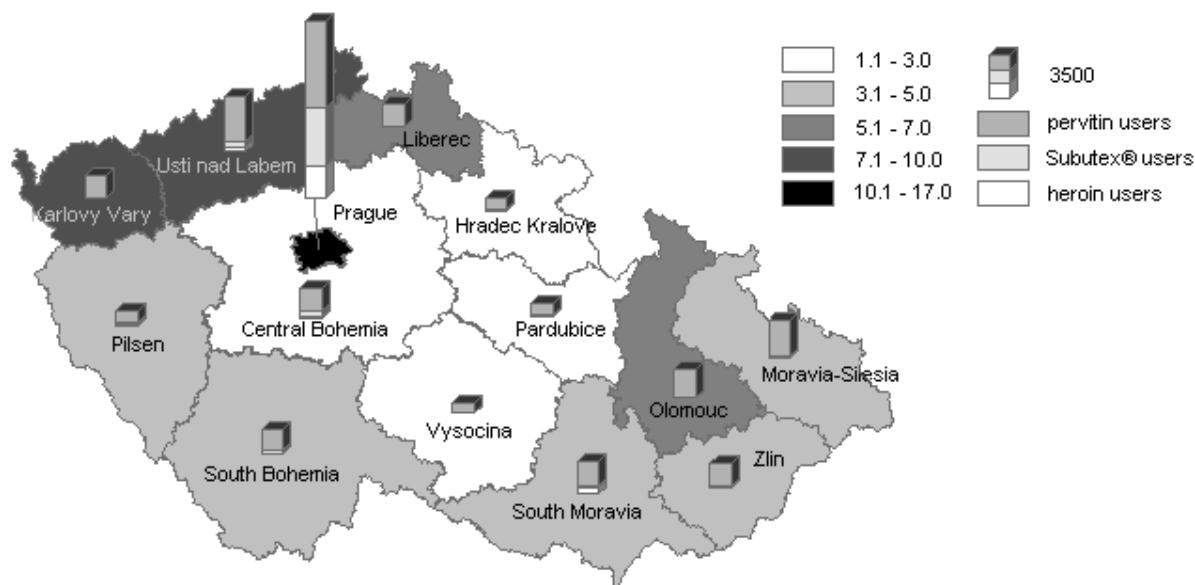 1.1 - 3.0
3.1 - 5.0
5.1 - 7.0
7.1 - 10.0
10.1 - 17.0
3500
pervitin users
Subutex® users
heroin users
Liberec
Usti nad Labem
Karlovy Vary
Prague
Hradec Kralove
Central Bohemia
Pardubice
Pilsen
Moravia-Silesia
Olomouc
Vysocina
Zlin
South Bohemia
South Moravia